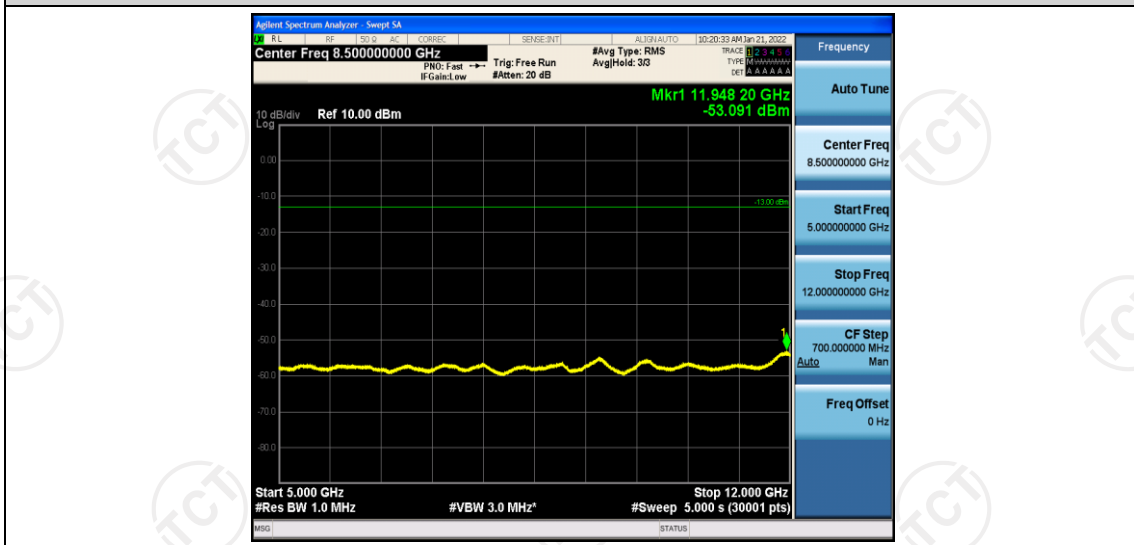 Agilent Spectrum Analyzer - Swept SA
RL RF 50 Ω AC CORREC SENSE:INT ALIGN AUTO 10:20:33 AM Jan 21, 2022
Center Freq 8.500000000 GHz
PNO: Fast
IFGain:Low
Trig: Free Run
#Atten: 20 dB
#Avg Type: RMS
Avg|Hold: 3/3
TRACE 1 2 3 4 5 6
TYPE M
DET A A A A A A
Mkr1 11.948 20 GHz
-53.091 dBm
10 dB/div Ref 10.00 dBm
Log
0.00
-10.0
-13.00 dBm
-20.0
-30.0
-40.0
1
-50.0
-60.0
-70.0
-80.0
Start 5.000 GHz Stop 12.000 GHz
#Res BW 1.0 MHz #VBW 3.0 MHz* #Sweep 5.000 s (30001 pts)
MSG STATUS
Frequency
Auto Tune
Center Freq
8.500000000 GHz
Start Freq
5.000000000 GHz
Stop Freq
12.000000000 GHz
CF Step
700.000000 MHz
Auto Man
Freq Offset
0 Hz
TCT
TCT
TCT
TCT
TCT
TCT